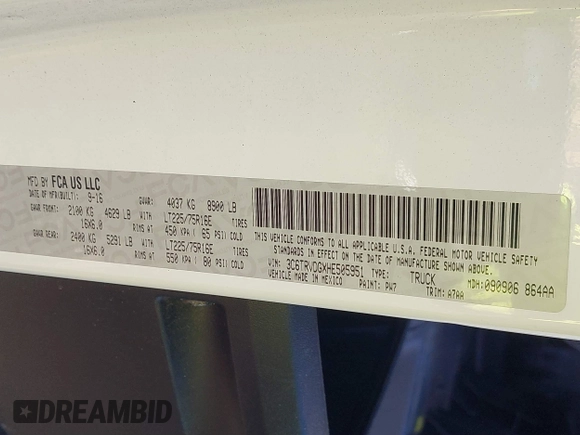 MFD BY FCA US LLC
DATE OF MFR(BUILT): 9-16 GVWR: 4037 KG 8900 LB
GAWR FRONT: 2100 KG 4629 LB WITH LT225/75R16E TIRES
16X6.0 RIMS AT 450 KPA ( 65 PSI) COLD
GAWR REAR: 2400 KG 5291 LB WITH LT225/75R16E TIRES
16X6.0 RIMS AT 550 KPA ( 80 PSI) COLD
THIS VEHICLE CONFORMS TO ALL APPLICABLE U.S.A. FEDERAL MOTOR VEHICLE
SAFETY STANDARDS IN EFFECT ON THE DATE OF MANUFACTURE SHOWN ABOVE.
VIN: 3C6TRVDGXHE505951 TYPE: TRUCK MDH:090906 864AA
VEHICLE MADE IN MEXICO PAINT: PW7 TRIM: A7AA
DREAMBID